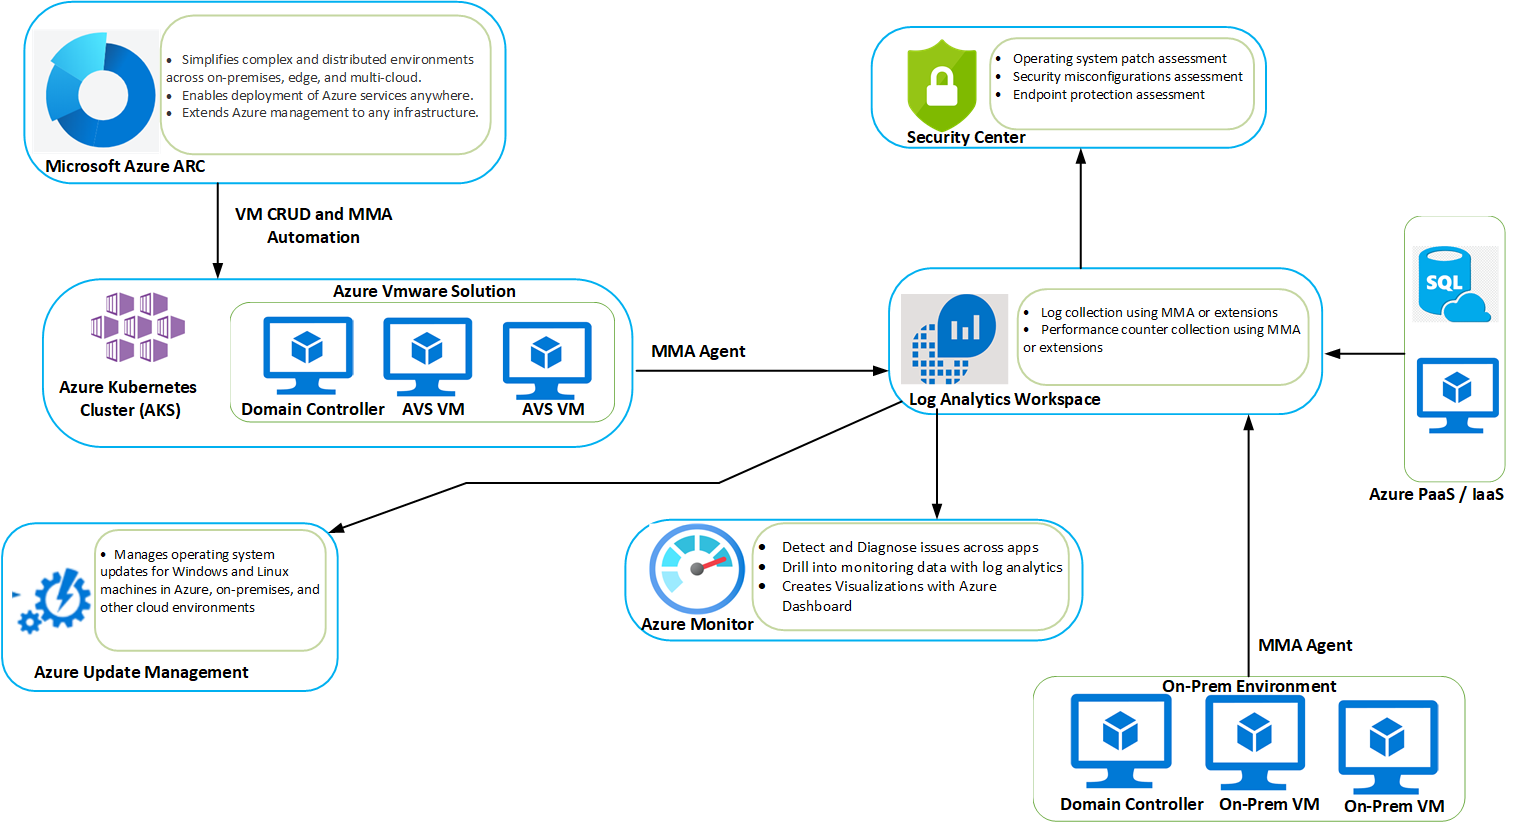 • Simplifies complex and distributed environments
across on-premises, edge, and multi-cloud.
• Enables deployment of Azure services anywhere.
• Extends Azure management to any infrastructure.
Microsoft Azure ARC
• Operating system patch assessment
• Security misconfigurations assessment
• Endpoint protection assessment
Security Center
VM CRUD and MMA
Automation
Azure Vmware Solution
Azure Kubernetes
Cluster (AKS)
Domain Controller
AVS VM
AVS VM
MMA Agent
• Log collection using MMA or extensions
• Performance counter collection using MMA
or extensions
Log Analytics Workspace
SQL
Azure PaaS / IaaS
• Manages operating system
updates for Windows and Linux
machines in Azure, on-premises, and
other cloud environments
Azure Update Management
• Detect and Diagnose issues across apps
• Drill into monitoring data with log analytics
• Creates Visualizations with Azure
Dashboard
Azure Monitor
MMA Agent
On-Prem Environment
Domain Controller
On-Prem VM
On-Prem VM